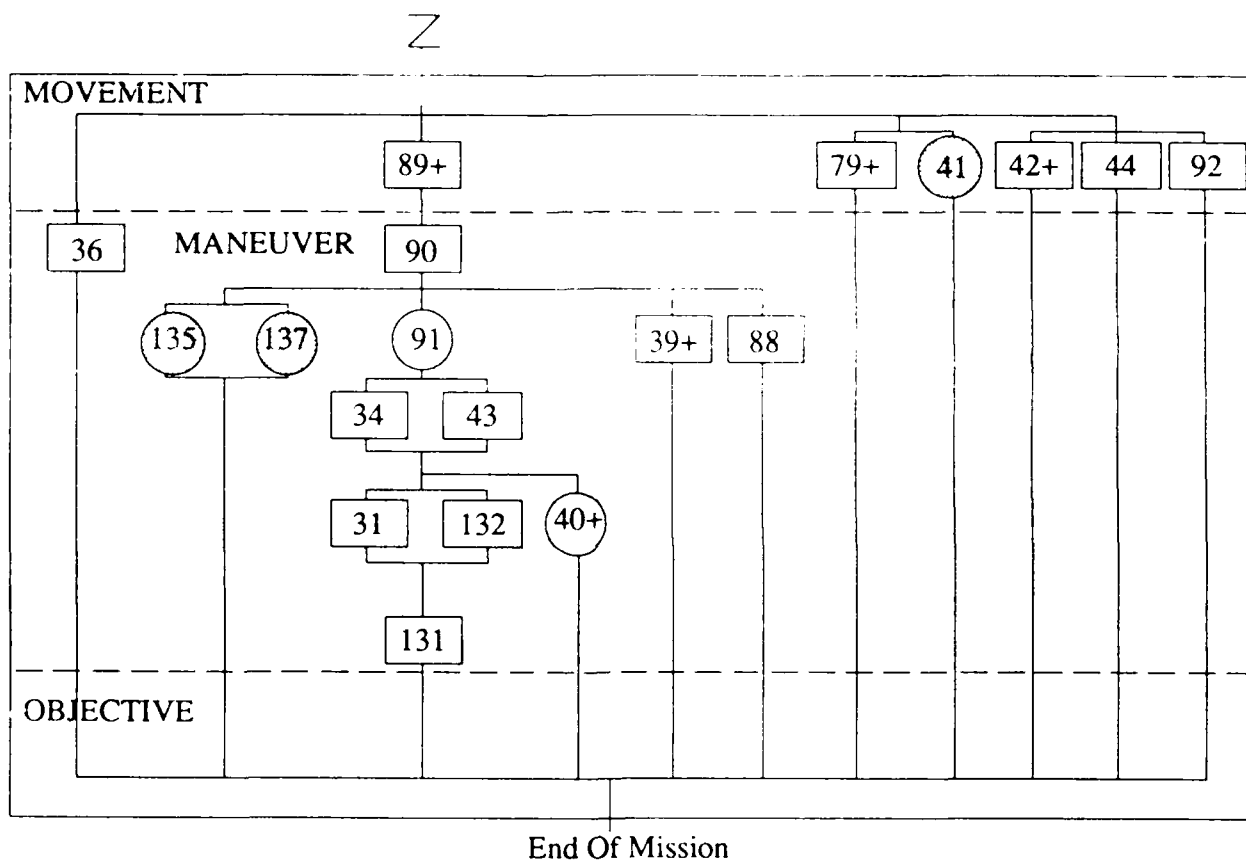 Z
MOVEMENT
89+
79+ 41 42+ 44 92
36
MANEUVER
90
135 137 91 39+ 88
34 43
31 132 40+
131
OBJECTIVE
End Of Mission